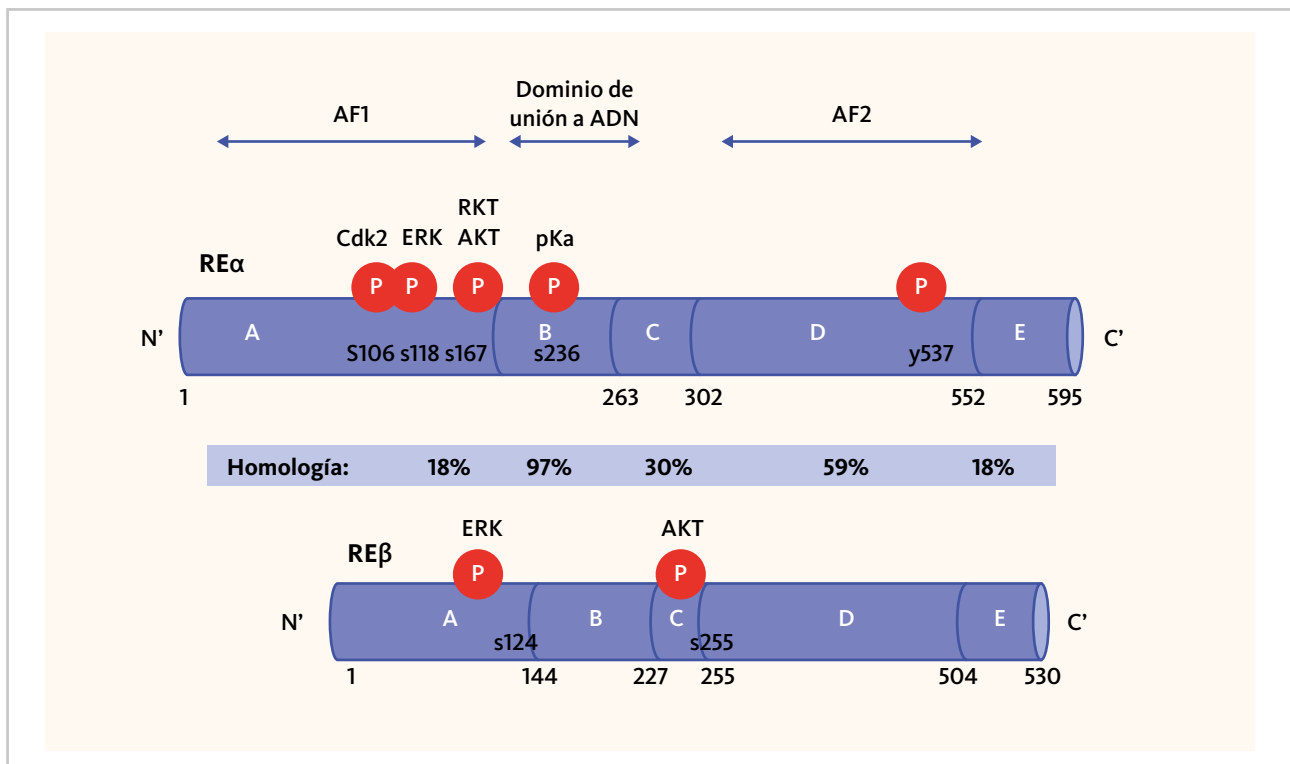 AF1
Dominio de
unión a ADN
AF2
RKT
Cdk2 ERK AKT pKa
REα
P P P P P
N' A B C D E C'
S106 s118 s167 s236 y537
1 263 302 552 595
Homología: 18% 97% 30% 59% 18%
ERK AKT
REβ
P P
N' A B C D E C'
s124 s255
1 144 227 255 504 530